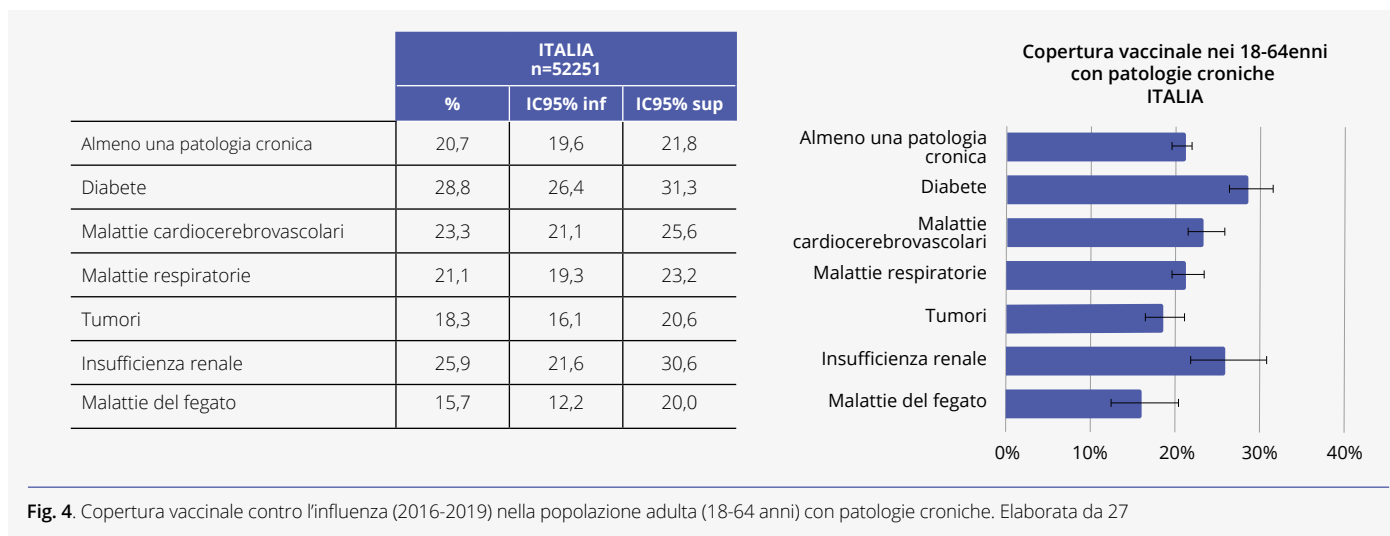 ITALIA
n=52251
% IC95% inf IC95% sup
Almeno una patologia cronica 20,7 19,6 21,8
Diabete 28,8 26,4 31,3
Malattie cardiocerebrovascolari 23,3 21,1 25,6
Malattie respiratorie 21,1 19,3 23,2
Tumori 18,3 16,1 20,6
Insufficienza renale 25,9 21,6 30,6
Malattie del fegato 15,7 12,2 20,0
Copertura vaccinale nei 18-64enni
con patologie croniche
ITALIA
Almeno una patologia
cronica
Diabete
Malattie
cardiocerebrovascolari
Malattie respiratorie
Tumori
Insufficienza renale
Malattie del fegato
0% 10% 20% 30% 40%
Fig. 4. Copertura vaccinale contro l’influenza (2016-2019) nella popolazione adulta (18-64 anni) con patologie croniche. Elaborata da 27